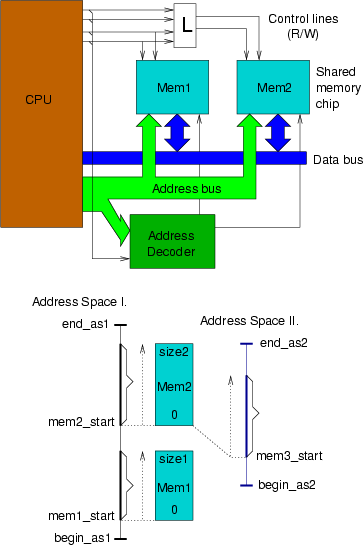 CPU
L
Control lines
(R/W)
Mem1
Mem2
Shared
memory
chip
Data bus
Address bus
Address
Decoder
Address Space I.
end_as1
size2
Mem2
0
mem2_start
size1
Mem1
0
mem1_start
begin_as1
Address Space II.
end_as2
mem3_start
begin_as2